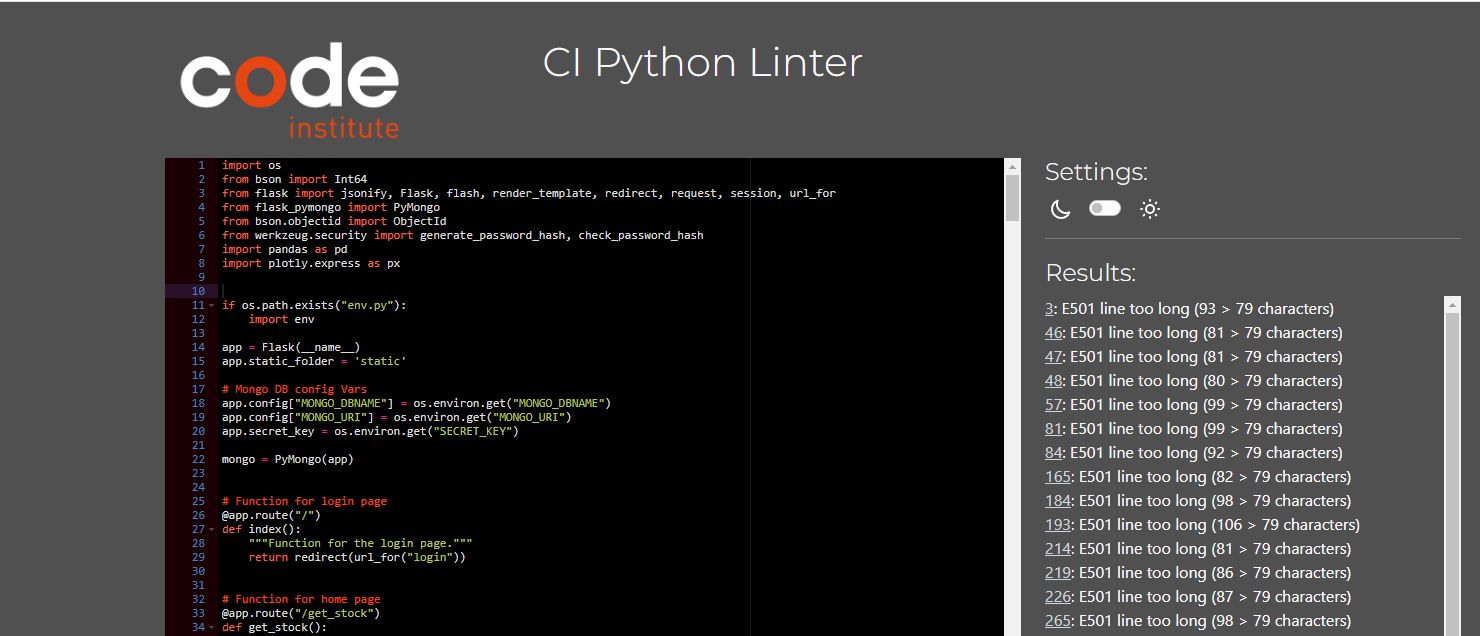 code
institute
CI Python Linter
1 import os
2 from bson import Int64
3 from flask import jsonify, Flask, flash, render_template, redirect, request, session, url_for
4 from flask_pymongo import PyMongo
5 from bson.objectid import ObjectId
6 from werkzeug.security import generate_password_hash, check_password_hash
7 import pandas as pd
8 import plotly.express as px
9
10
11 if os.path.exists("env.py"):
12     import env
13
14 app = Flask(__name__)
15 app.static_folder = 'static'
16
17 # Mongo DB config Vars
18 app.config["MONGO_DBNAME"] = os.environ.get("MONGO_DBNAME")
19 app.config["MONGO_URI"] = os.environ.get("MONGO_URI")
20 app.secret_key = os.environ.get("SECRET_KEY")
21
22 mongo = PyMongo(app)
23
24
25 # Function for login page
26 @app.route("/")
27 def index():
28     """Function for the login page."""
29     return redirect(url_for("login"))
30
31
32 # Function for home page
33 @app.route("/get_stock")
34 def get_stock():
Settings:
Results:
3: E501 line too long (93 > 79 characters)
46: E501 line too long (81 > 79 characters)
47: E501 line too long (81 > 79 characters)
48: E501 line too long (80 > 79 characters)
57: E501 line too long (99 > 79 characters)
81: E501 line too long (99 > 79 characters)
84: E501 line too long (92 > 79 characters)
165: E501 line too long (82 > 79 characters)
184: E501 line too long (98 > 79 characters)
193: E501 line too long (106 > 79 characters)
214: E501 line too long (81 > 79 characters)
219: E501 line too long (86 > 79 characters)
226: E501 line too long (87 > 79 characters)
265: E501 line too long (98 > 79 characters)